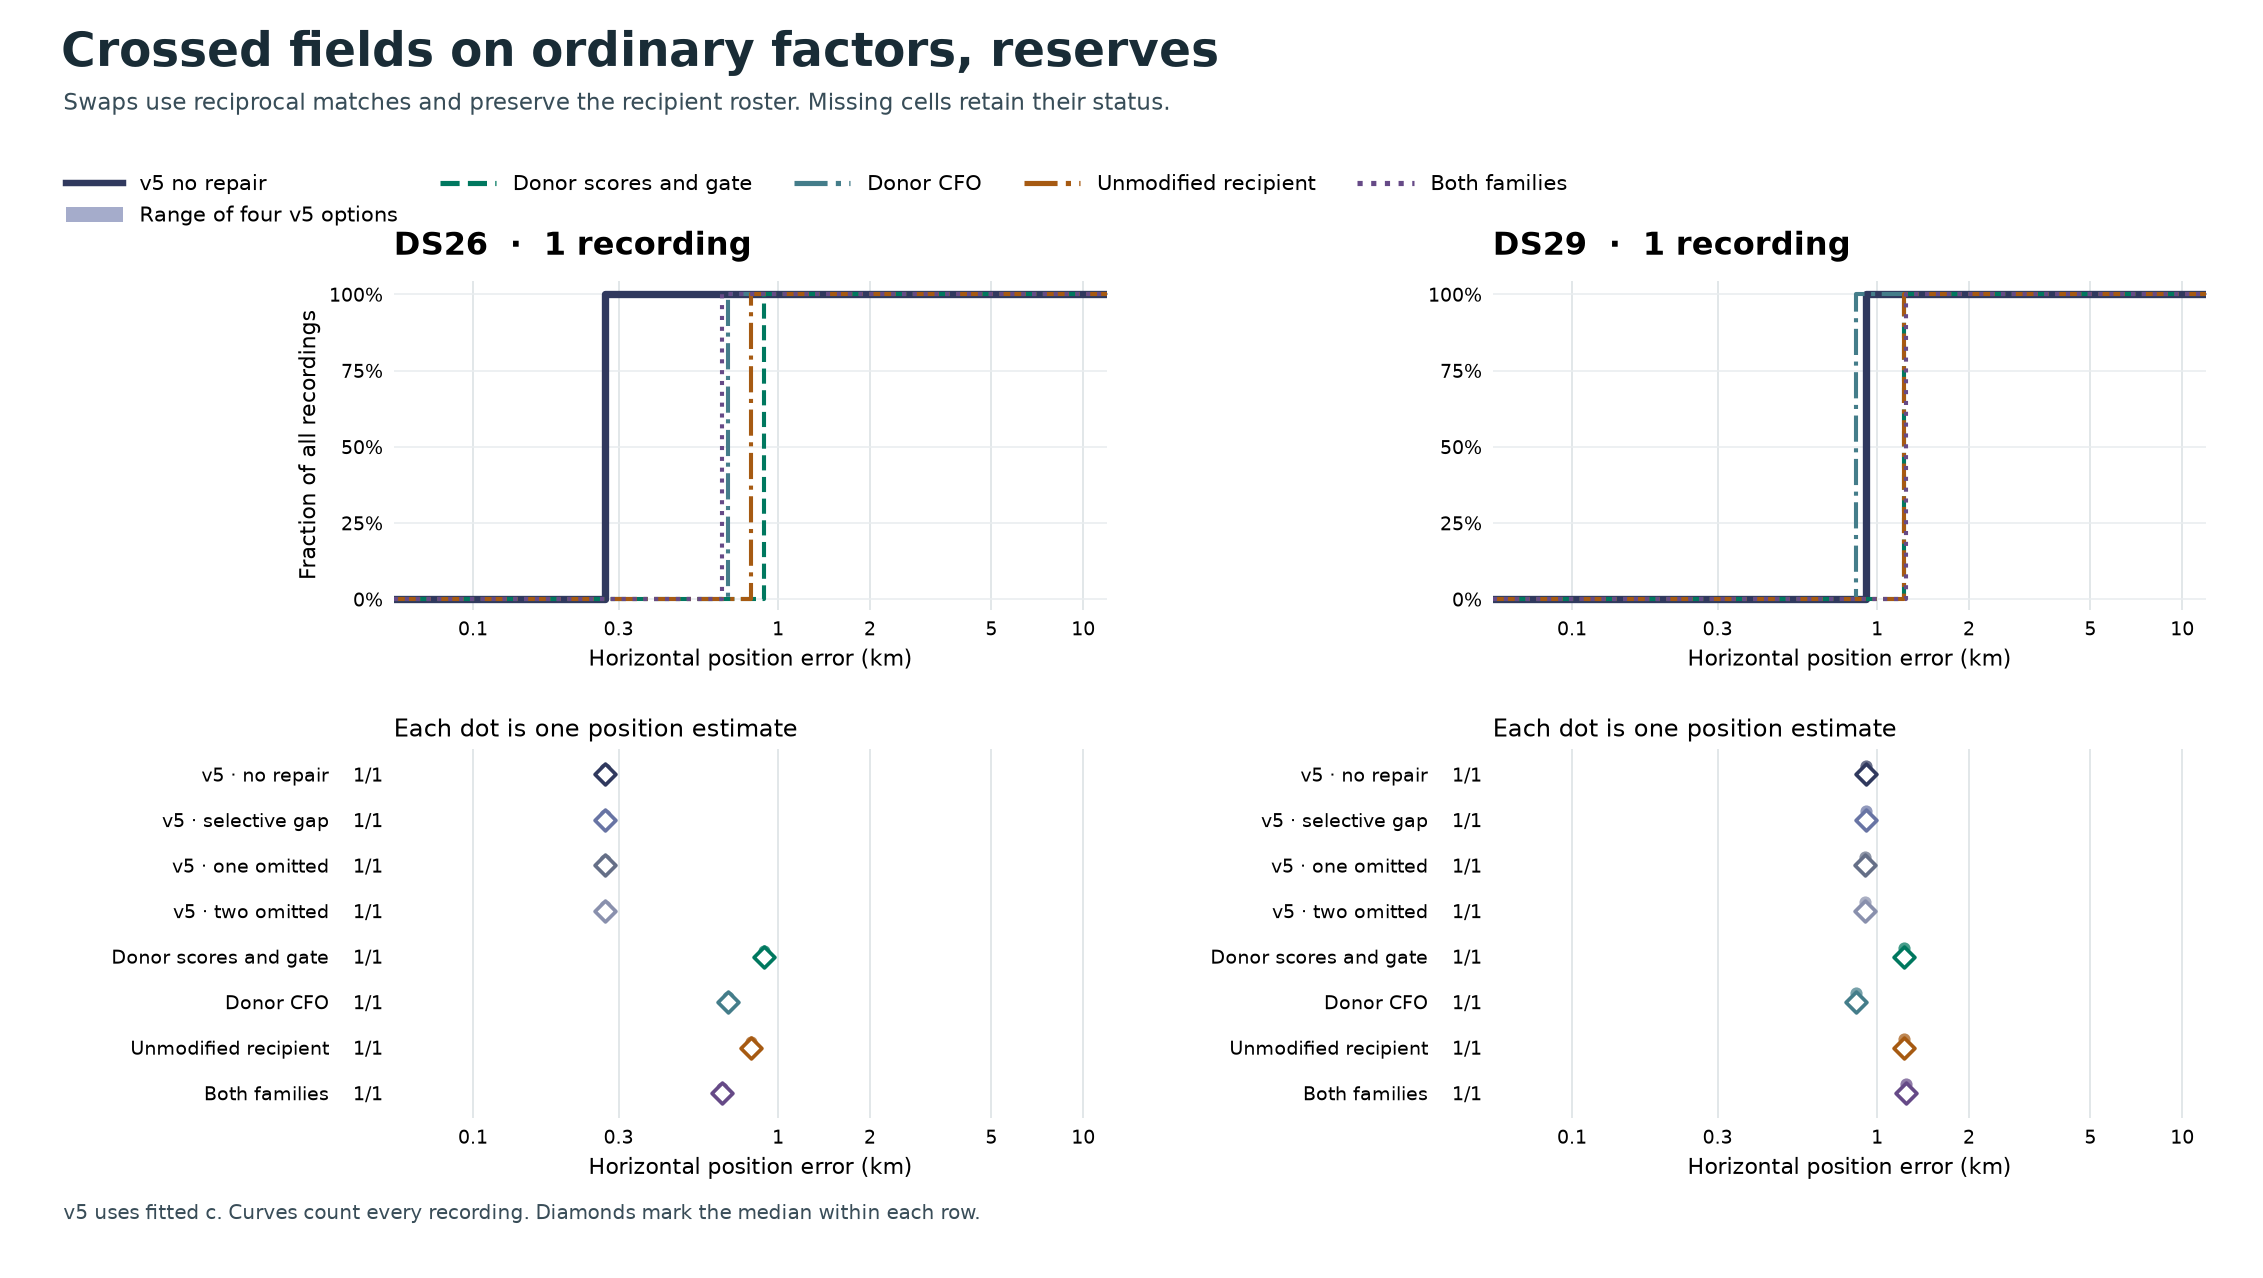 Crossed fields on ordinary factors, reserves
Swaps use reciprocal matches and preserve the recipient roster. Missing cells retain their status.
v5 no repair
Donor scores and gate
Donor CFO
Unmodified recipient
Both families
Range of four v5 options
DS26 · 1 recording
Fraction of all recordings
100%
75%
50%
25%
0%
0.1 0.3 1 2 5 10
Horizontal position error (km)
DS29 · 1 recording
100%
75%
50%
25%
0%
0.1 0.3 1 2 5 10
Horizontal position error (km)
Each dot is one position estimate
v5 · no repair 1/1
v5 · selective gap 1/1
v5 · one omitted 1/1
v5 · two omitted 1/1
Donor scores and gate 1/1
Donor CFO 1/1
Unmodified recipient 1/1
Both families 1/1
0.1 0.3 1 2 5 10
Horizontal position error (km)
Each dot is one position estimate
v5 · no repair 1/1
v5 · selective gap 1/1
v5 · one omitted 1/1
v5 · two omitted 1/1
Donor scores and gate 1/1
Donor CFO 1/1
Unmodified recipient 1/1
Both families 1/1
0.1 0.3 1 2 5 10
Horizontal position error (km)
v5 uses fitted c. Curves count every recording. Diamonds mark the median within each row.